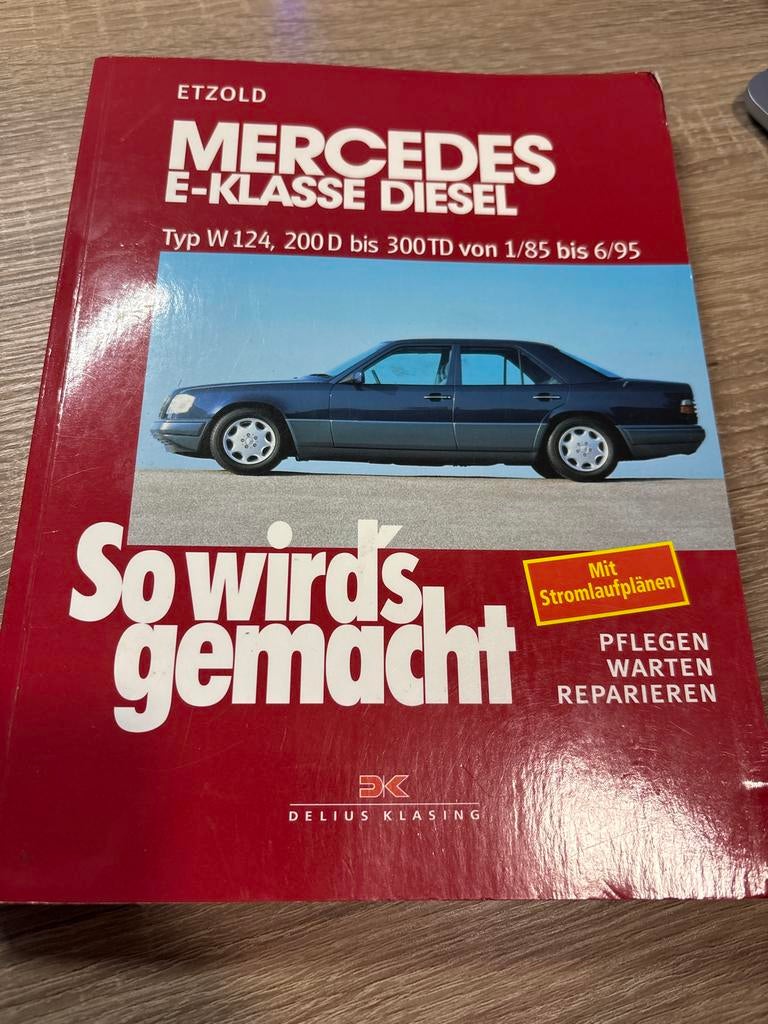 ETZOLD
MERCEDES
E-KLASSE DIESEL
Typ W 124, 200 D bis 300 TD von 1/85 bis 6/95
So wird's
gemacht
Mit
Stromlaufplänen
PFLEGEN
WARTEN
REPARIEREN
DK
DELIUS KLASING